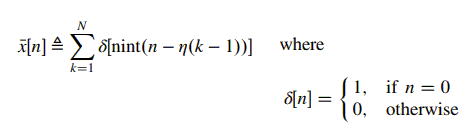 x̄[n] ≜ ∑_{k=1}^{N} δ[nint(n − η(k − 1))] where
δ[n] = { 1, if n = 0
0, otherwise